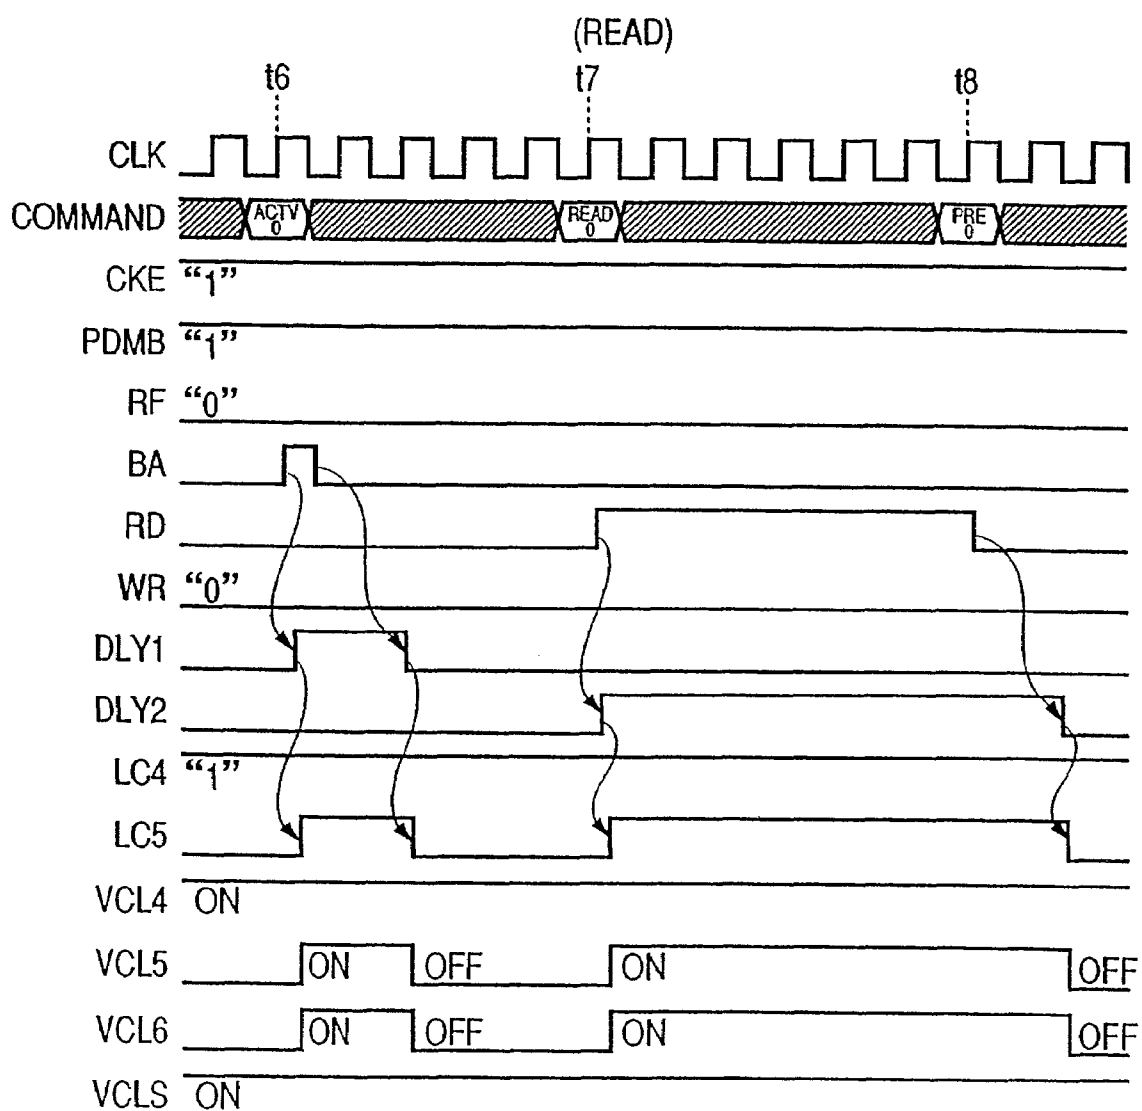 (READ)
t6 t7 t8
CLK
COMMAND ACTV 0 READ 0 PRE 0
CKE "1"
PDMB "1"
RF "0"
BA
RD
WR "0"
DLY1
DLY2
LC4 "1"
LC5
VCL4 ON
VCL5 ON OFF ON OFF
VCL6 ON OFF ON OFF
VCLS ON